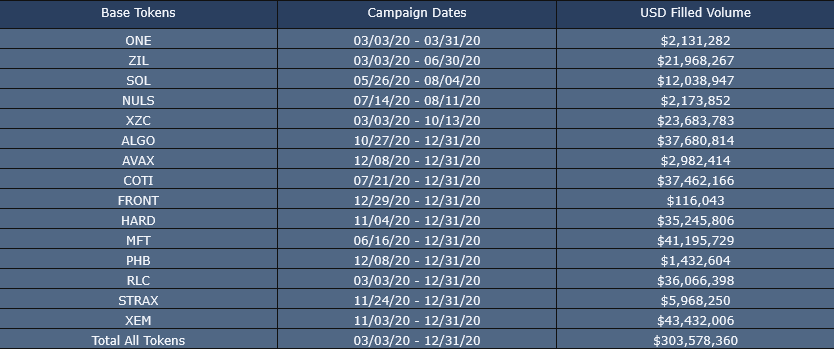 Base Tokens Campaign Dates USD Filled Volume
ONE 03/03/20 - 03/31/20 $2,131,282
ZIL 03/03/20 - 06/30/20 $21,968,267
SOL 05/26/20 - 08/04/20 $12,038,947
NULS 07/14/20 - 08/11/20 $2,173,852
XZC 03/03/20 - 10/13/20 $23,683,783
ALGO 10/27/20 - 12/31/20 $37,680,814
AVAX 12/08/20 - 12/31/20 $2,982,414
COTI 07/21/20 - 12/31/20 $37,462,166
FRONT 12/29/20 - 12/31/20 $116,043
HARD 11/04/20 - 12/31/20 $35,245,806
MFT 06/16/20 - 12/31/20 $41,195,729
PHB 12/08/20 - 12/31/20 $1,432,604
RLC 03/03/20 - 12/31/20 $36,066,398
STRAX 11/24/20 - 12/31/20 $5,968,250
XEM 11/03/20 - 12/31/20 $43,432,006
Total All Tokens 03/03/20 - 12/31/20 $303,578,360